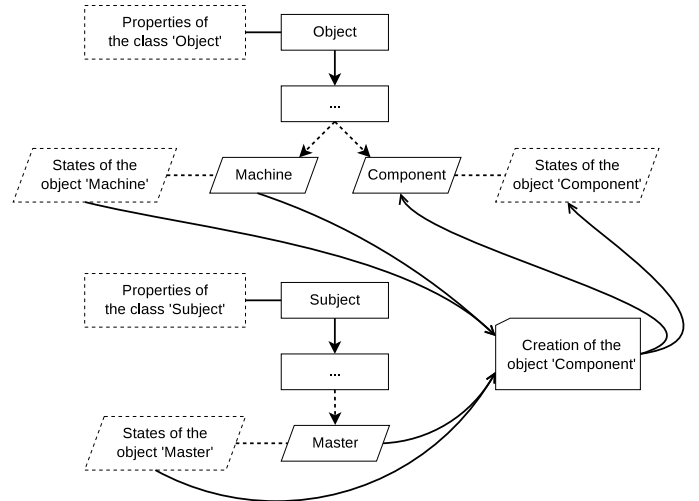 Properties of
the class 'Object'
Object
...
States of the
object 'Machine'
Machine
Component
States of the
object 'Component'
Properties of
the class 'Subject'
Subject
...
Creation of the
object 'Component'
States of the
object 'Master'
Master